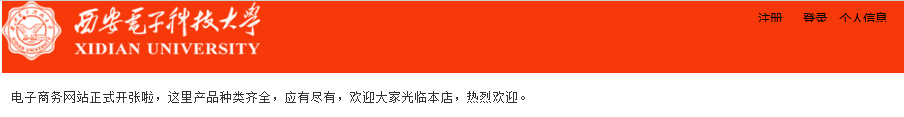 西安电子科技大学
XIDIAN UNIVERSITY
注册 登录 个人信息
电子商务网站正式开张啦，这里产品种类齐全，应有尽有，欢迎大家光临本店，热烈欢迎。